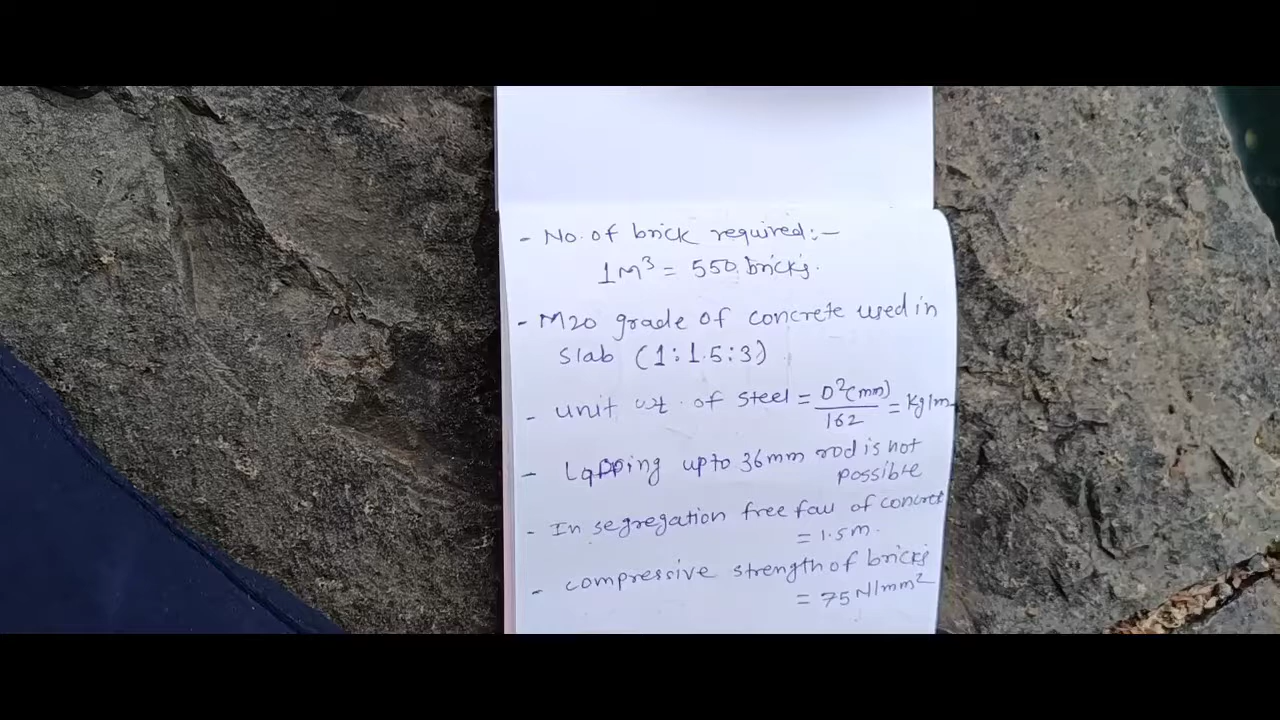 - No. of brick required:-
1M³ = 550 bricks.
- M20 grade of concrete used in
slab (1:1.5:3)
- unit wt. of steel = D²(mm)/162 = Kg/m
- Lapping upto 36mm rod is not
possible
- In segregation free fall of concret
= 1.5m.
- compressive strength of bricks
= 75 N/mm²